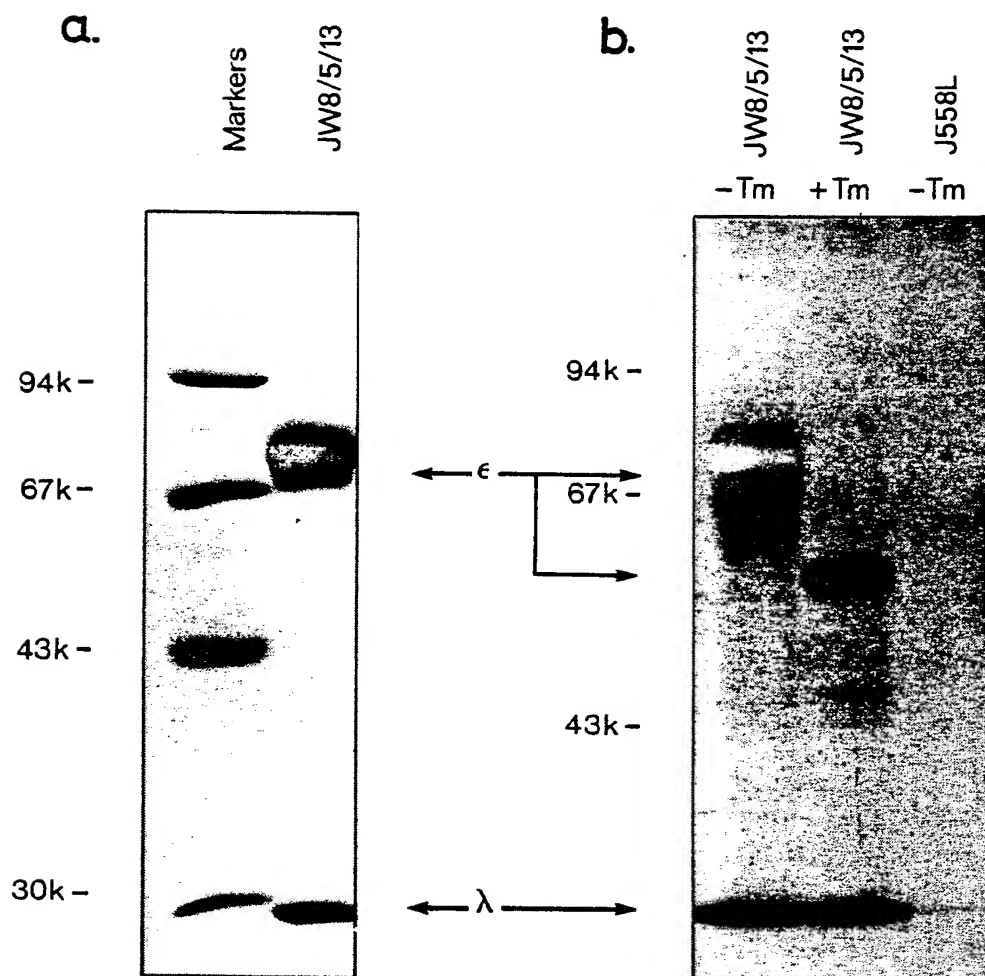 a.
Markers
JW8/5/13
94k –
67k –
43k –
30k –
ϵ
λ
b.
JW8/5/13
JW8/5/13
J558L
–Tm
+Tm
–Tm
94k –
67k –
43k –